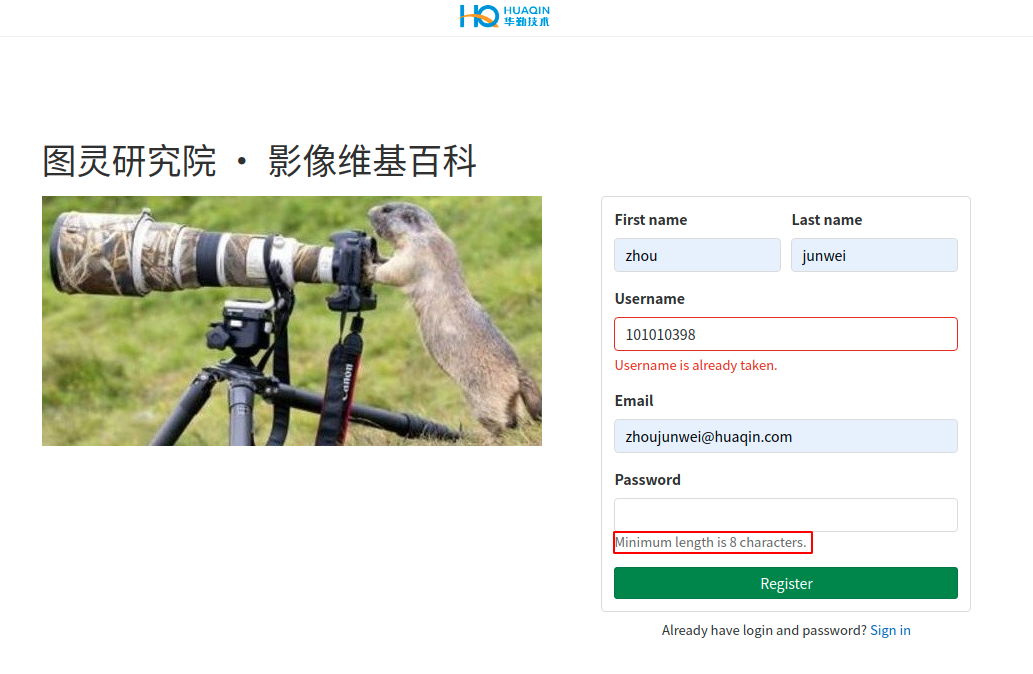 HUAQIN
华勤技术
图灵研究院 · 影像维基百科
Canon
First name
Last name
zhou
junwei
Username
101010398
Username is already taken.
Email
zhoujunwei@huaqin.com
Password
Minimum length is 8 characters.
Register
Already have login and password? Sign in